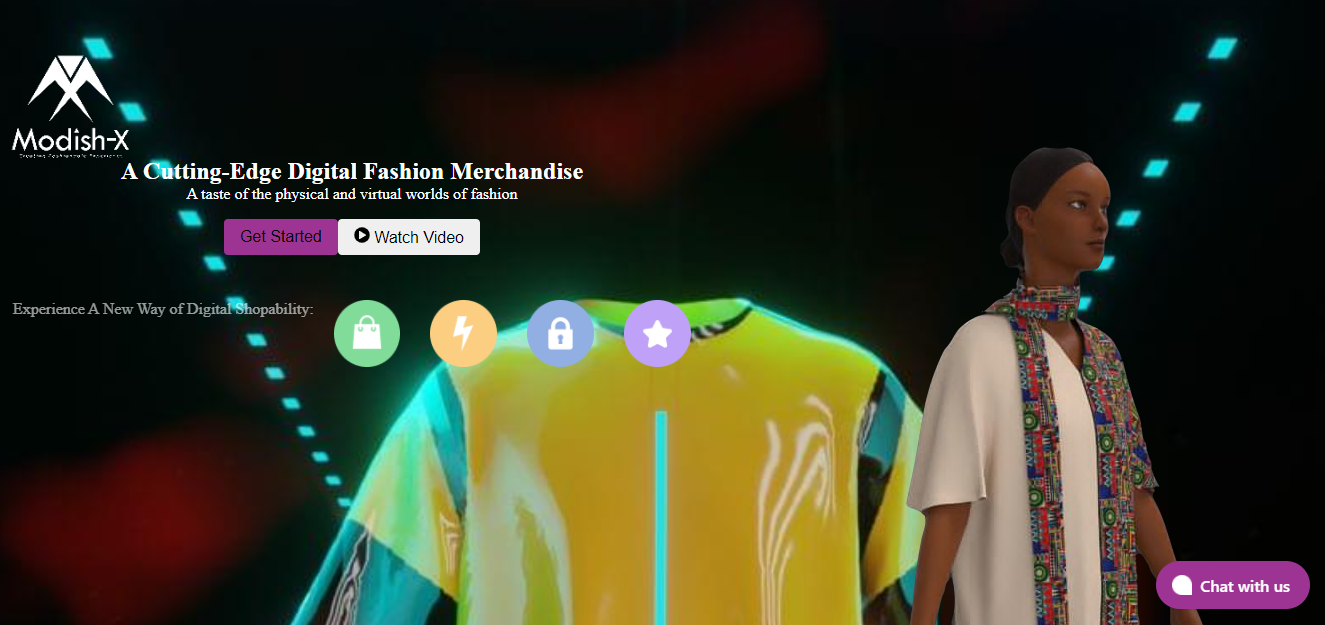 Modish-X
A Cutting-Edge Digital Fashion Merchandise
A taste of the physical and virtual worlds of fashion
Get Started
Watch Video
Experience A New Way of Digital Shopability:
Chat with us